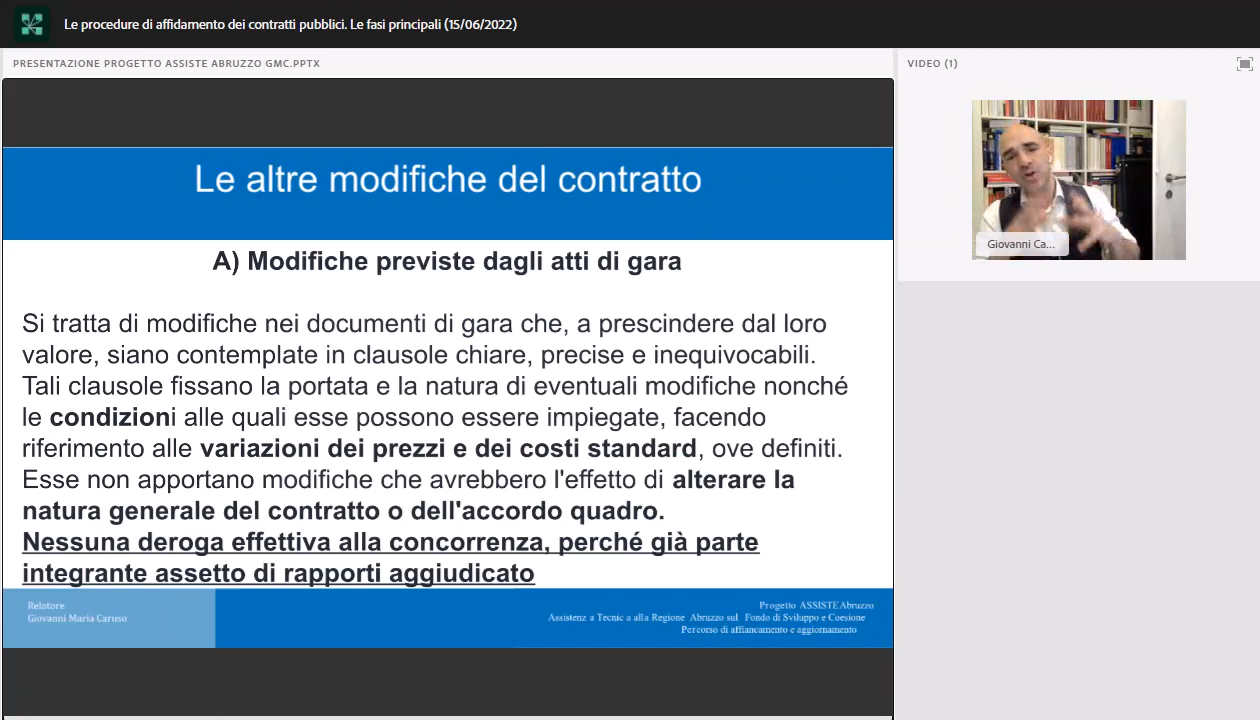 Le procedure di affidamento dei contratti pubblici. Le fasi principali (15/06/2022)
PRESENTAZIONE PROGETTO ASSISTE ABRUZZO GMC.PPTX
VIDEO (1)
Le altre modifiche del contratto
A) Modifiche previste dagli atti di gara
Si tratta di modifiche nei documenti di gara che, a prescindere dal loro
valore, siano contemplate in clausole chiare, precise e inequivocabili.
Tali clausole fissano la portata e la natura di eventuali modifiche nonché
le condizioni alle quali esse possono essere impiegate, facendo
riferimento alle variazioni dei prezzi e dei costi standard, ove definiti.
Esse non apportano modifiche che avrebbero l'effetto di alterare la
natura generale del contratto o dell'accordo quadro.
Nessuna deroga effettiva alla concorrenza, perché già parte
integrante assetto di rapporti aggiudicato
Relatore
Giovanni Maria Caruso
Progetto ASSISTE Abruzzo
Assistenz a Tecnic a alla Regione Abruzzo sul Fondo di Sviluppo e Coesione
Percorso di affiancamento e aggiornamento
Giovanni Ca...